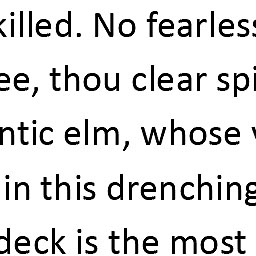 killed. No fearless
ee, thou clear spi
ntic elm, whose
in this drenching
deck is the most